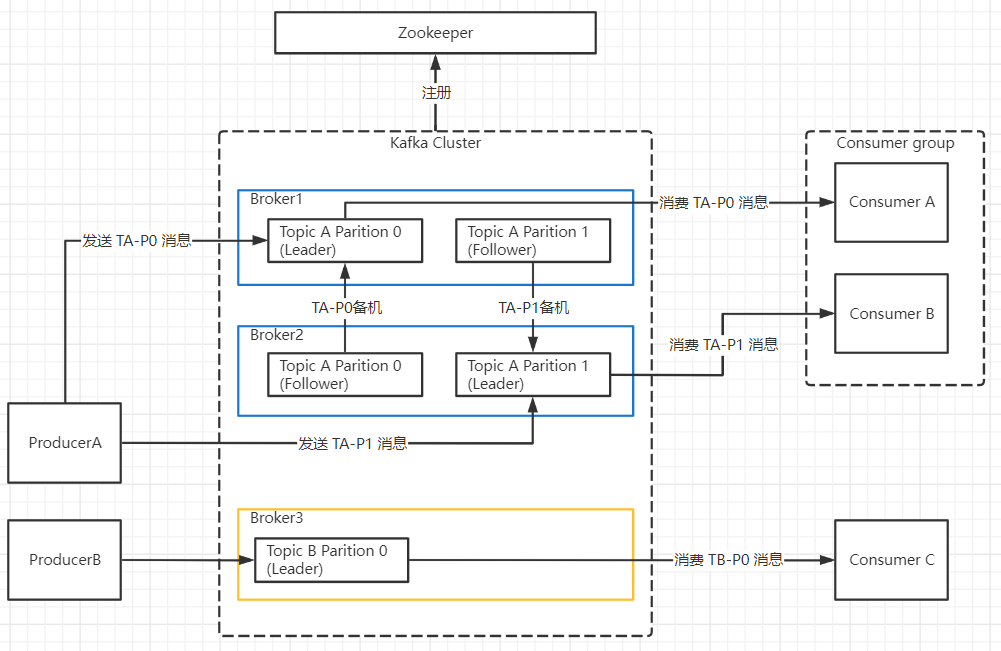 Zookeeper
注册
Kafka Cluster
Consumer group
Broker1
Topic A Parition 0
(Leader)
Topic A Parition 1
(Follower)
消费 TA-P0 消息
Consumer A
发送 TA-P0 消息
TA-P0备机
TA-P1备机
Consumer B
Broker2
Topic A Parition 0
(Follower)
Topic A Parition 1
(Leader)
消费 TA-P1 消息
ProducerA
发送 TA-P1 消息
Broker3
Topic B Parition 0
(Leader)
ProducerB
消费 TB-P0 消息
Consumer C